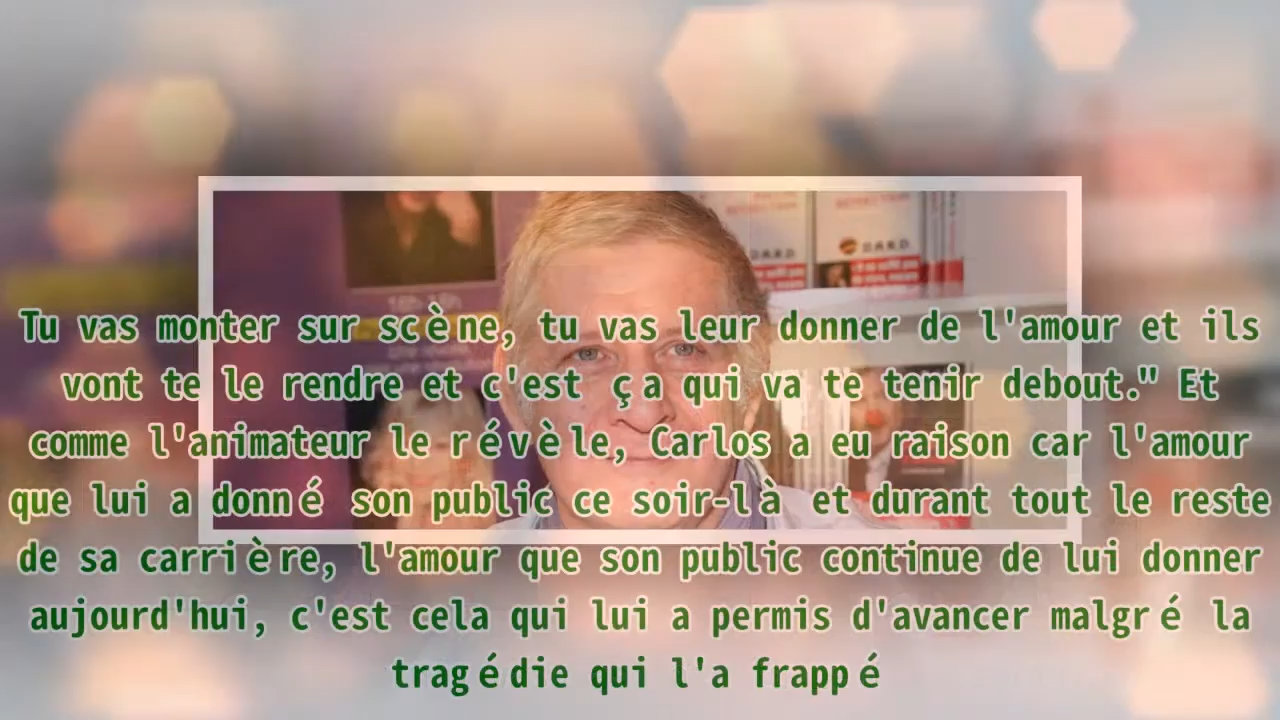 D.A.R.D.
Tu vas monter sur scène, tu vas leur donner de l'amour et ils
vont te le rendre et c'est ça qui va te tenir debout." Et
comme l'animateur le révèle, Carlos a eu raison car l'amour
que lui a donné son public ce soir-là et durant tout le reste
de sa carrière, l'amour que son public continue de lui donner
aujourd'hui, c'est cela qui lui a permis d'avancer malgré la
tragédie qui l'a frappé